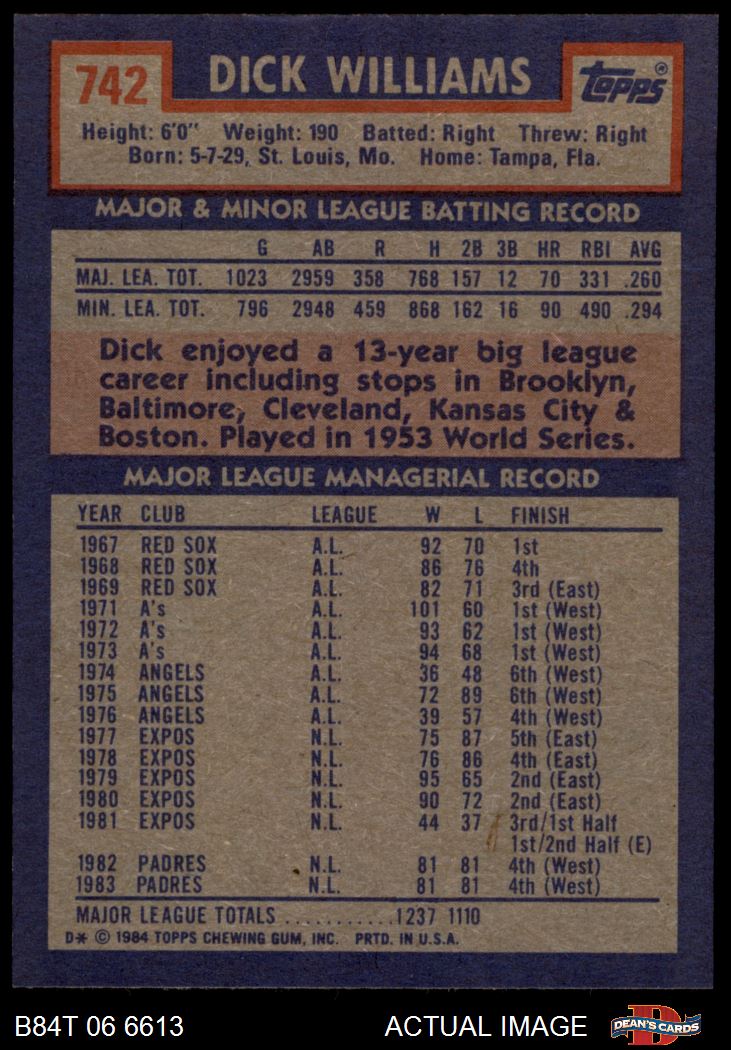 742
DICK WILLIAMS
topps®
Height: 6'0" Weight: 190 Batted: Right Threw: Right
Born: 5-7-29, St. Louis, Mo. Home: Tampa, Fla.
MAJOR & MINOR LEAGUE BATTING RECORD
G AB R H 2B 3B HR RBI AVG
MAJ. LEA. TOT. 1023 2959 358 768 157 12 70 331 .260
MIN. LEA. TOT. 796 2948 459 868 162 16 90 490 .294
Dick enjoyed a 13-year big league
career including stops in Brooklyn,
Baltimore, Cleveland, Kansas City &
Boston. Played in 1953 World Series.
MAJOR LEAGUE MANAGERIAL RECORD
YEAR CLUB LEAGUE W L FINISH
1967 RED SOX A.L. 92 70 1st
1968 RED SOX A.L. 86 76 4th
1969 RED SOX A.L. 82 71 3rd (East)
1971 A's A.L. 101 60 1st (West)
1972 A's A.L. 93 62 1st (West)
1973 A's A.L. 94 68 1st (West)
1974 ANGELS A.L. 36 48 6th (West)
1975 ANGELS A.L. 72 89 6th (West)
1976 ANGELS A.L. 39 57 4th (West)
1977 EXPOS N.L. 75 87 5th (East)
1978 EXPOS N.L. 76 86 4th (East)
1979 EXPOS N.L. 95 65 2nd (East)
1980 EXPOS N.L. 90 72 2nd (East)
1981 EXPOS N.L. 44 37 3rd/1st Half
1st/2nd Half (E)
1982 PADRES N.L. 81 81 4th (West)
1983 PADRES N.L. 81 81 4th (West)
MAJOR LEAGUE TOTALS ...........1237 1110
D* © 1984 TOPPS CHEWING GUM, INC. PRTD. IN U.S.A.
B84T 06 6613
ACTUAL IMAGE
D
DEAN'S CARDS